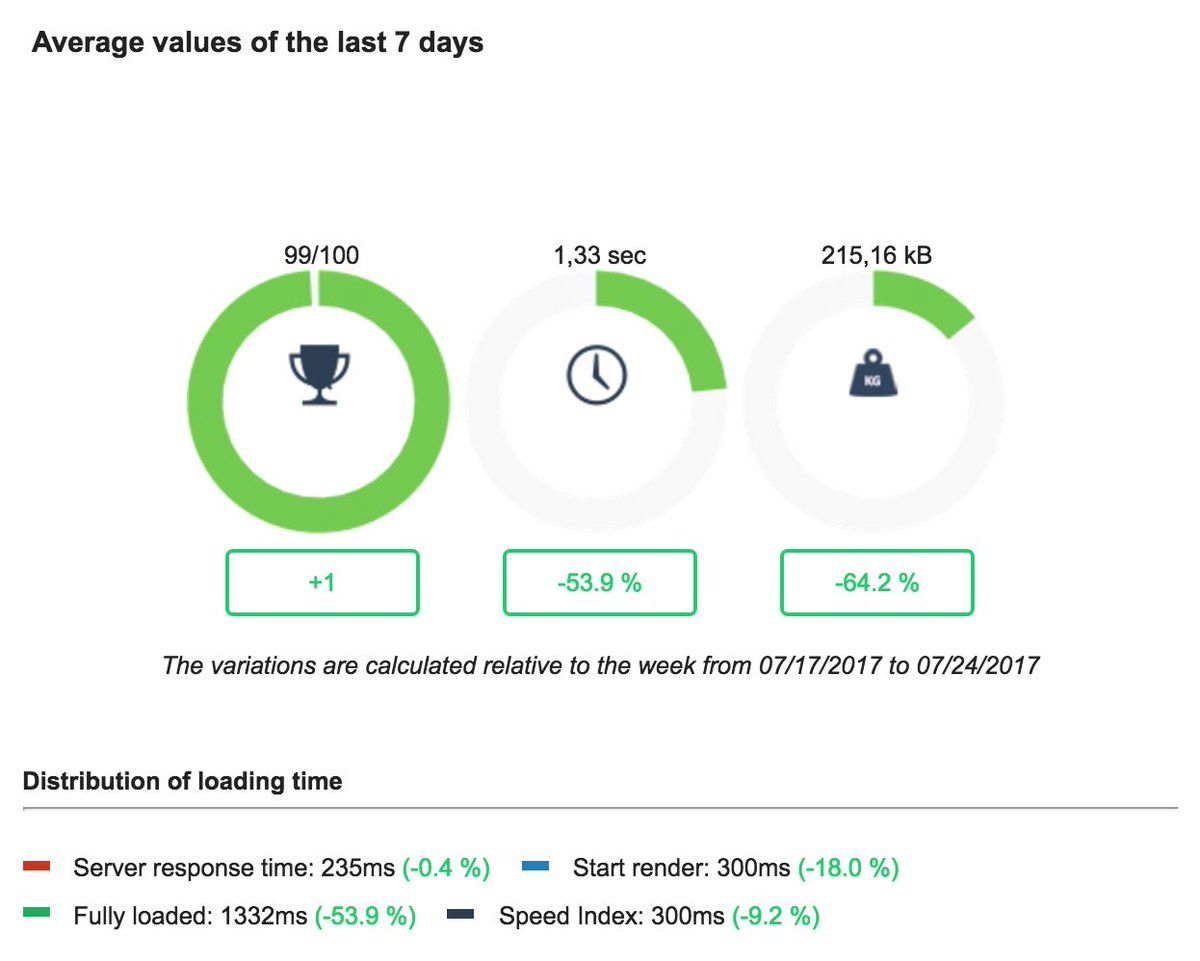 Average values of the last 7 days
99/100
1,33 sec
215,16 kB
KG
+1
-53.9 %
-64.2 %
The variations are calculated relative to the week from 07/17/2017 to 07/24/2017
Distribution of loading time
Server response time: 235ms (-0.4 %) Start render: 300ms (-18.0 %)
Fully loaded: 1332ms (-53.9 %) Speed Index: 300ms (-9.2 %)